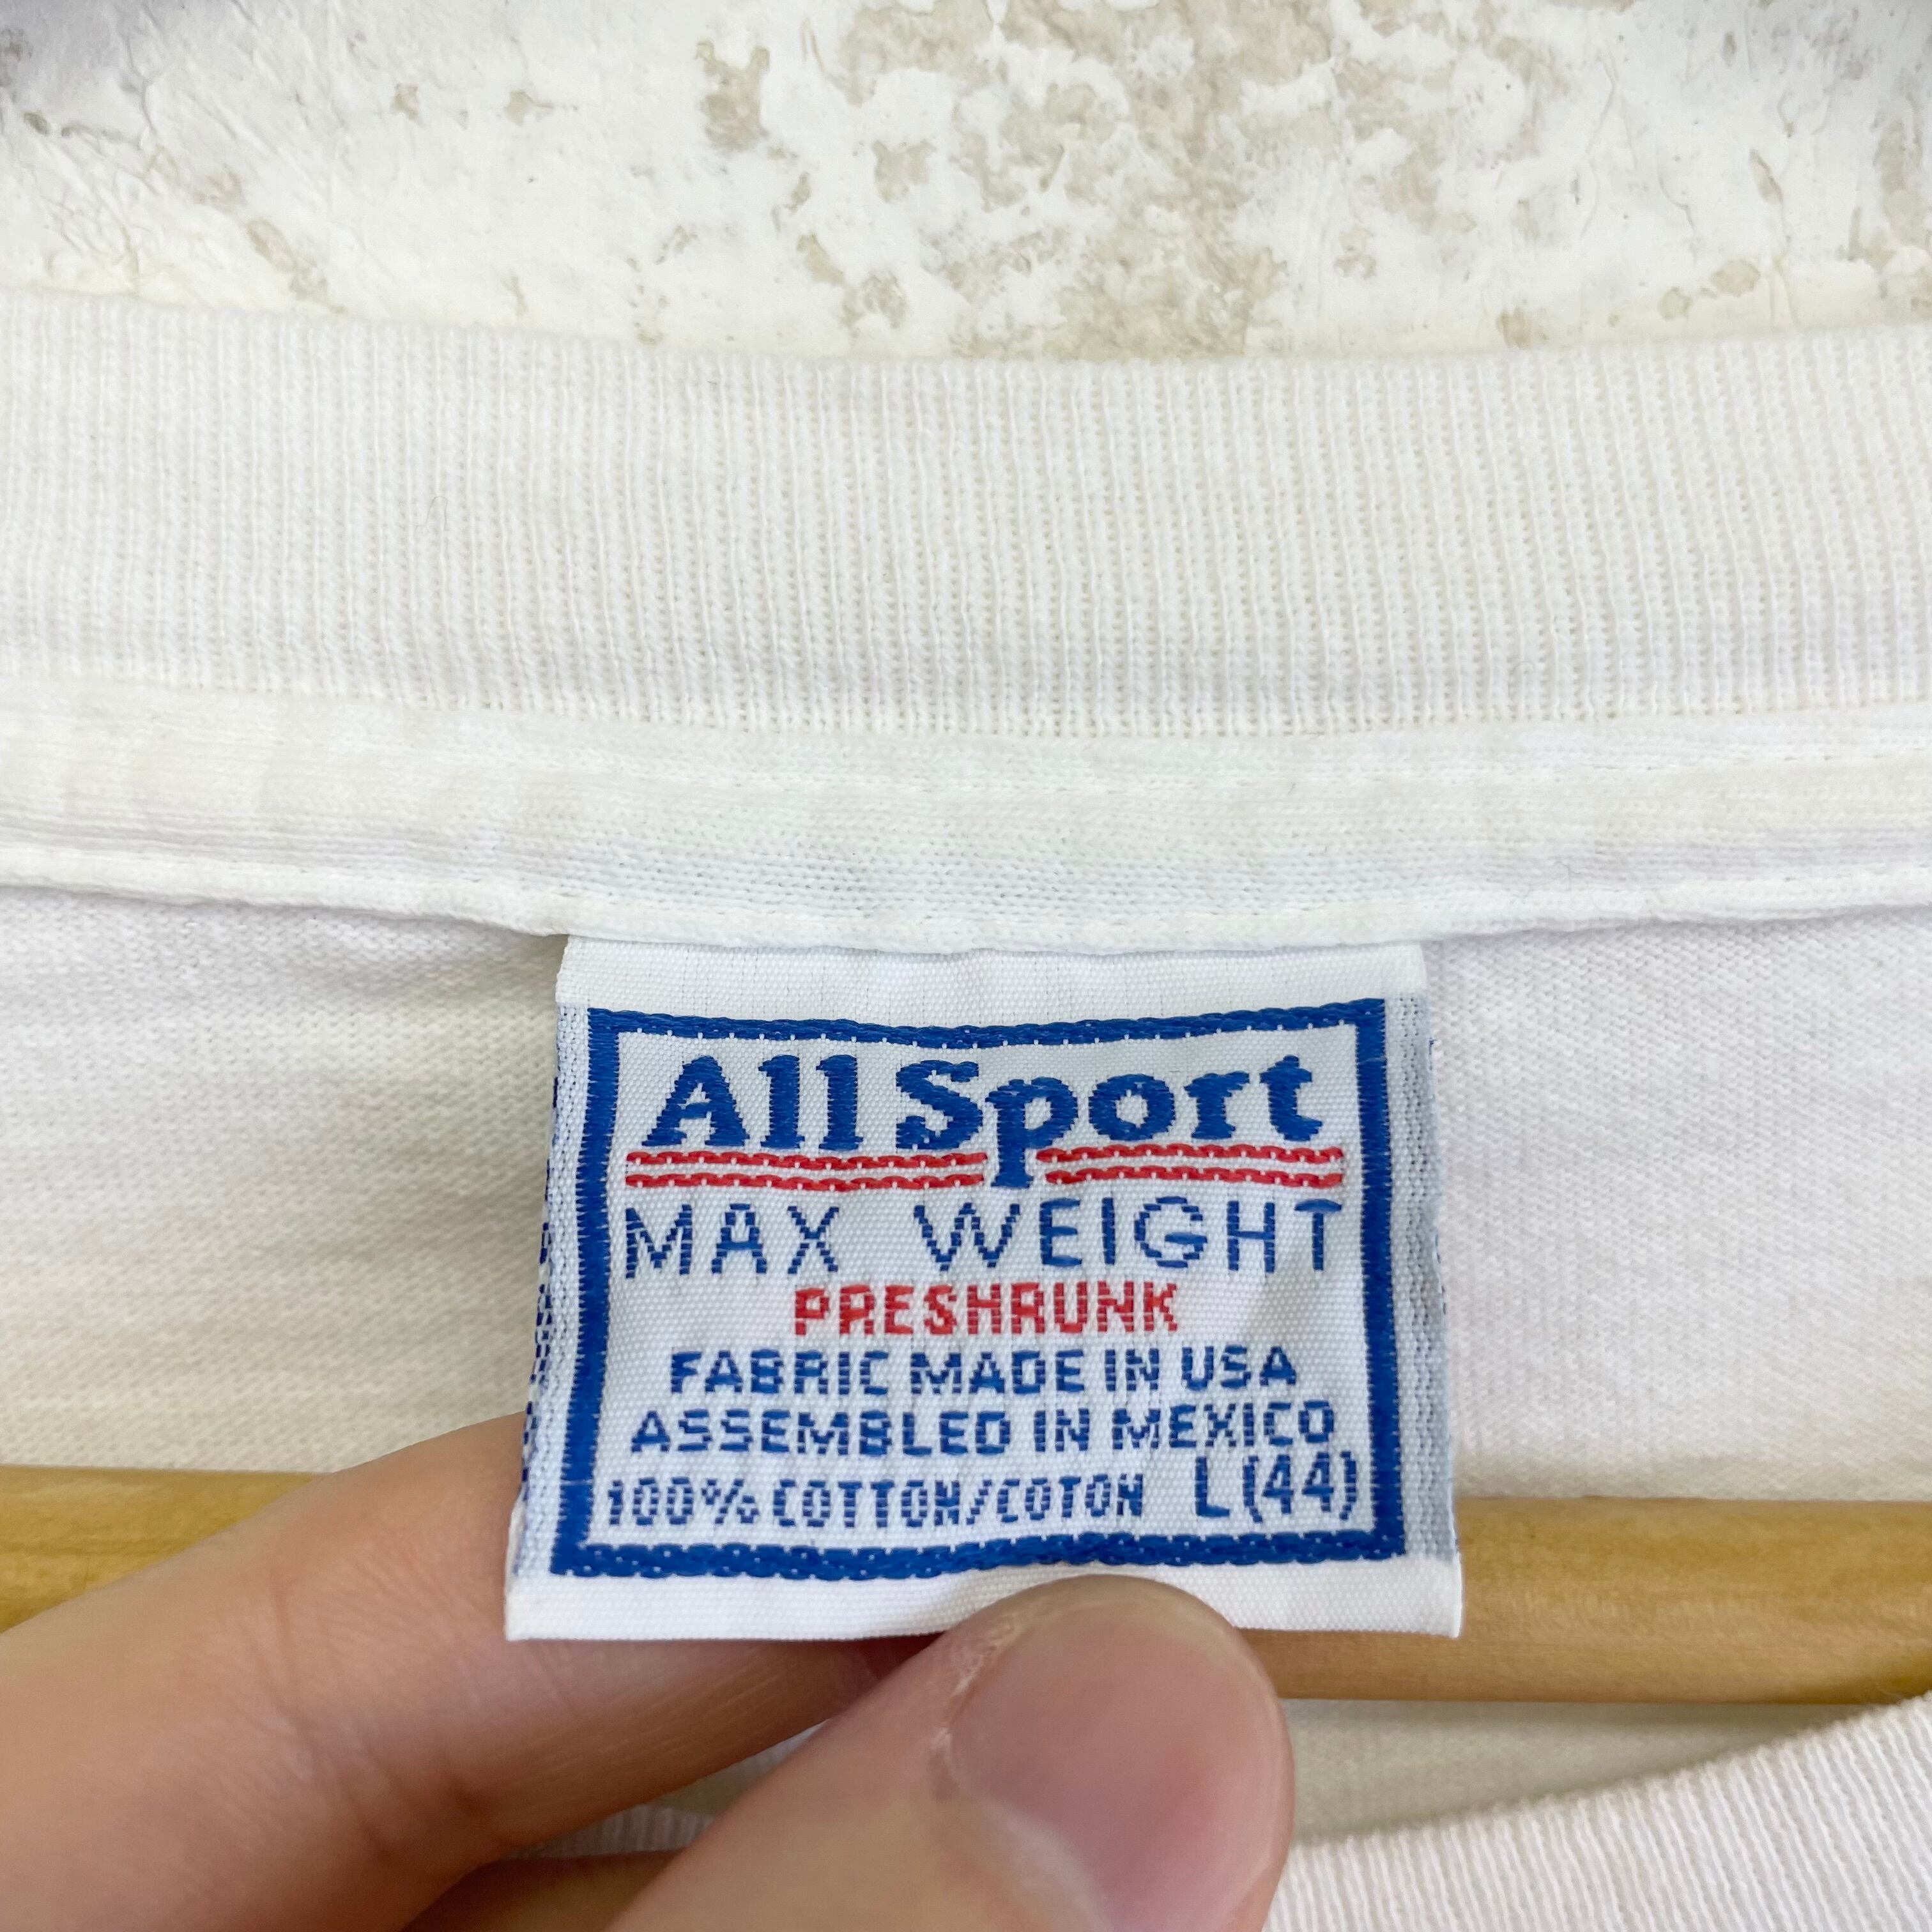 All Sport
MAX WEIGHT
PRESHRUNK
FABRIC MADE IN USA
ASSEMBLED IN MEXICO
100% COTTON/COTON L(44)